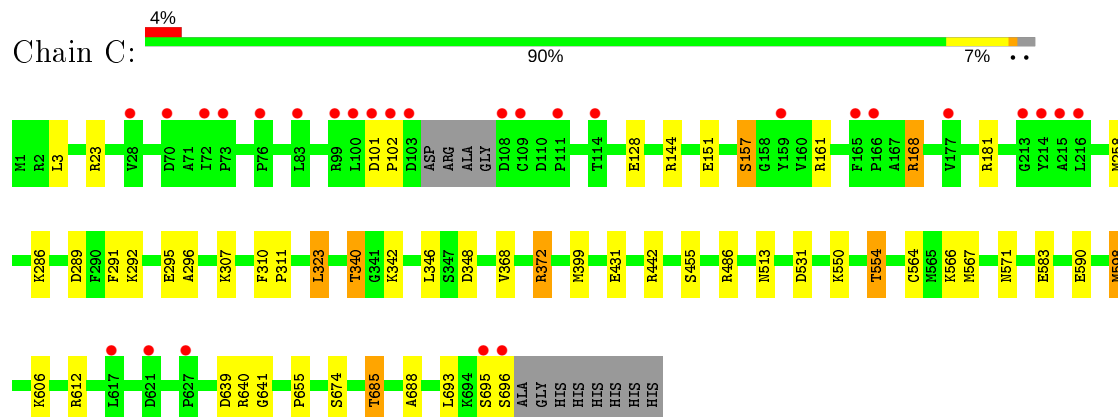 4%
Chain C:
90% 7% • •
M1 R2 L3 R23 V28 D70 A71 I72 P73 P76 L83 R99 L100 D101 P102 D103 ASP ARG ALA GLY D108 C109 D110 P111 T114 E128 R144 E151 S157 G158 Y159 V160 R161 F165 P166 A167 R168 V177 R181 G213 Y214 A215 L216 M258
K286 D289 F290 F291 K292 E295 A296 K307 F310 P311 L323 T340 G341 K342 L346 S347 D348 V368 R372 M399 E431 R442 S455 R486 N513 D531 K550 T554 C564 M565 K566 M567 N571 E583 E590 M598
K606 R612 L617 D621 P627 D639 R640 G641 P655 S674 T685 A688 L693 K694 S695 S696 ALA GLY HIS HIS HIS HIS HIS HIS